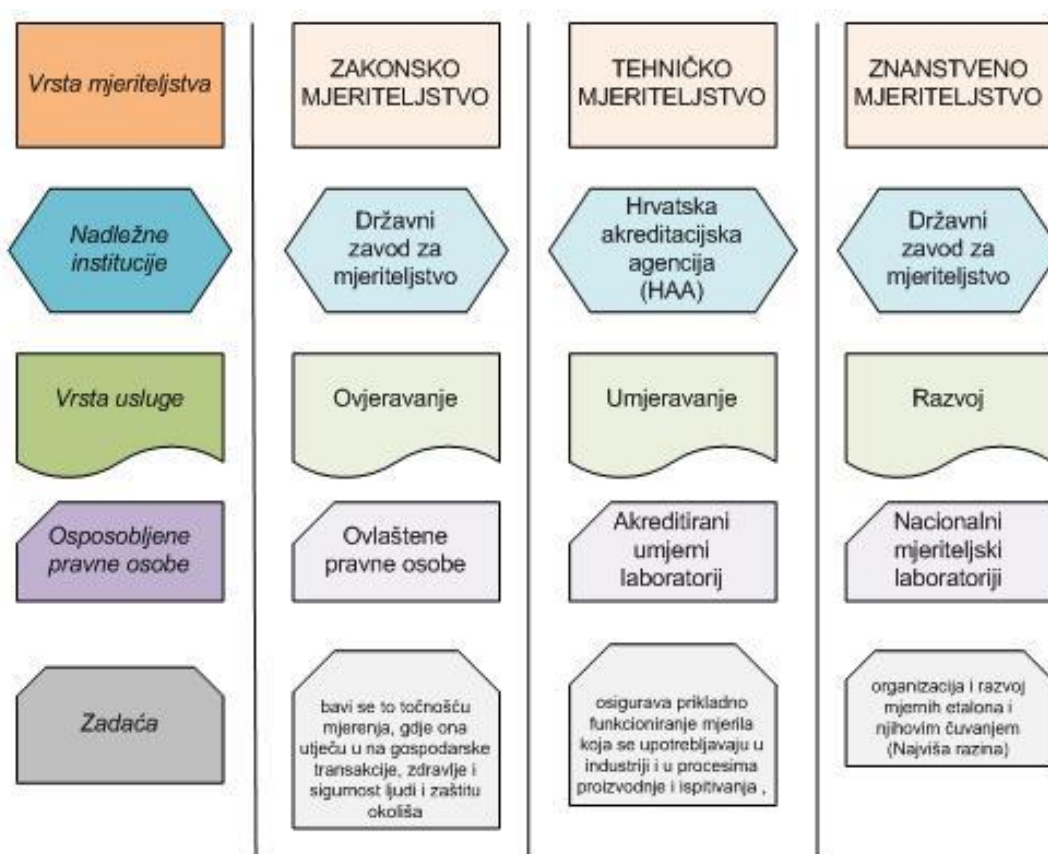 Vrsta mjeriteljstva
ZAKONSKO
MJERITELJSTVO
TEHNIČKO
MJERITELJSTVO
ZNANSTVENO
MJERITELJSTVO
Nadležne
institucije
Državni
zavod za
mjeriteljstvo
Hrvatska
akreditacijska
agencija
(HAA)
Državni
zavod za
mjeriteljstvo
Vrsta usluge
Ovjeravanje
Umjeravanje
Razvoj
Osposobljene
pravne osobe
Ovlaštene
pravne osobe
Akreditirani
umjerni
laboratorij
Nacionalni
mjeriteljski
laboratoriji
Zadaća
bavi se to točnošću
mjerenja, gdje ona
utječu u na gospodarske
transakcije, zdravlje i
sigurnost ljudi i zaštitu
okoliša
osigurava prikladno
funkcioniranje mjerila
koja se upotrebljavaju u
industriji i u procesima
proizvodnje i ispitivanja ,
organizacija i razvoj
mjernih etalona i
njihovim čuvanjem
(Najviša razina)